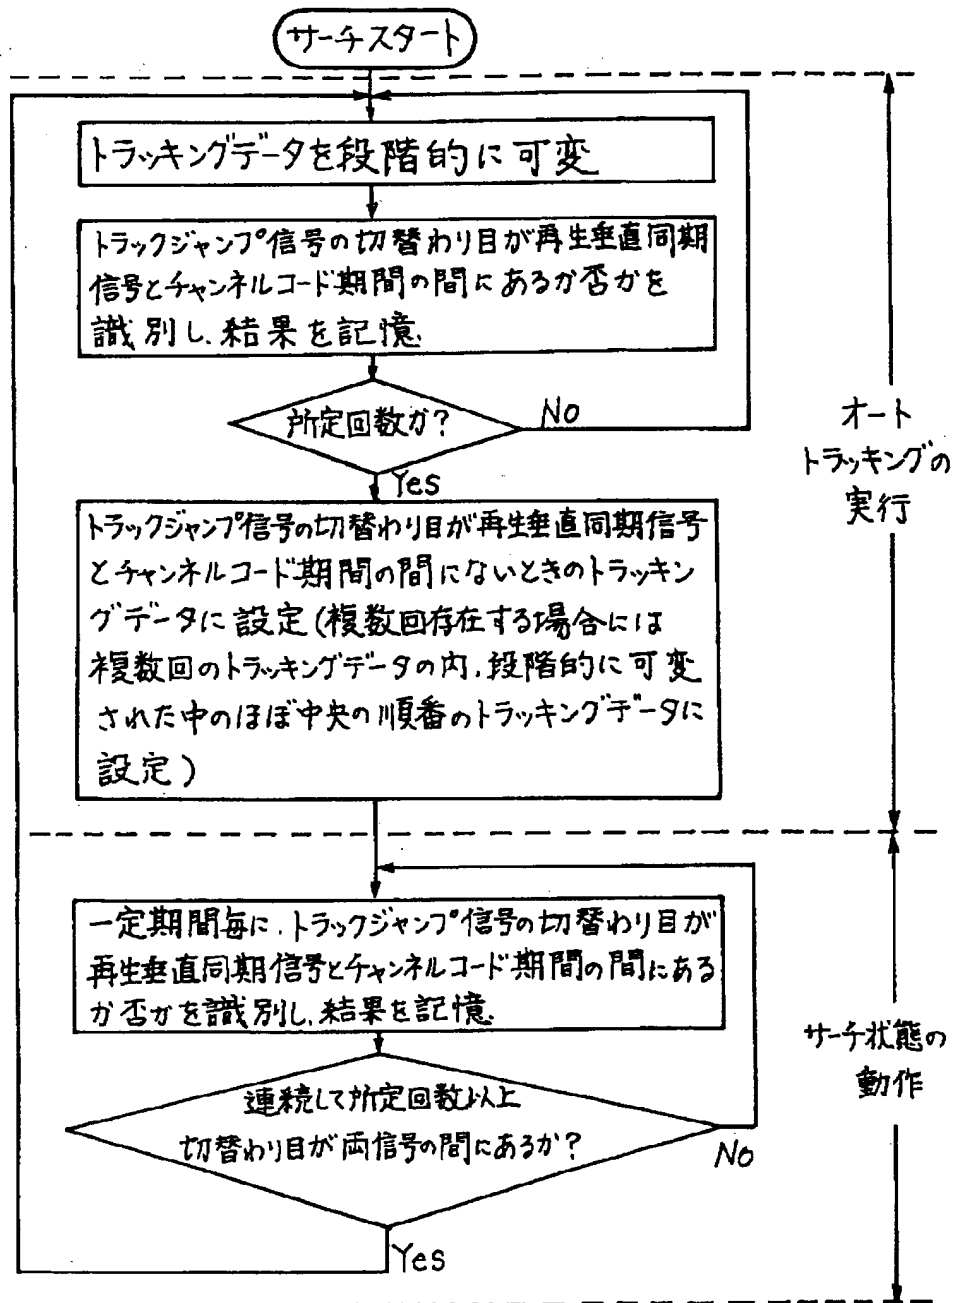 サーチスタート
トラッキングデータを段階的に可変
トラックジャンプ信号の切替わり目が再生垂直同期
信号とチャンネルコード期間の間にあるか否かを
識別し、結果を記憶.
所定回数か?
No
Yes
トラックジャンプ信号の切替わり目が再生垂直同期信号
とチャンネルコード期間の間にないときのトラッキン
グデータに設定(複数回存在する場合には
複数回のトラッキングデータの内、段階的に可変
された中のほぼ中央の順番のトラッキングデータに
設定)
オート
トラッキングの
実行
一定期間毎に、トラックジャンプ信号の切替わり目が
再生垂直同期信号とチャンネルコード期間の間にある
か否かを識別し、結果を記憶.
連続して所定回数以上
切替わり目が両信号の間にあるか?
No
Yes
サーチ状態の
動作